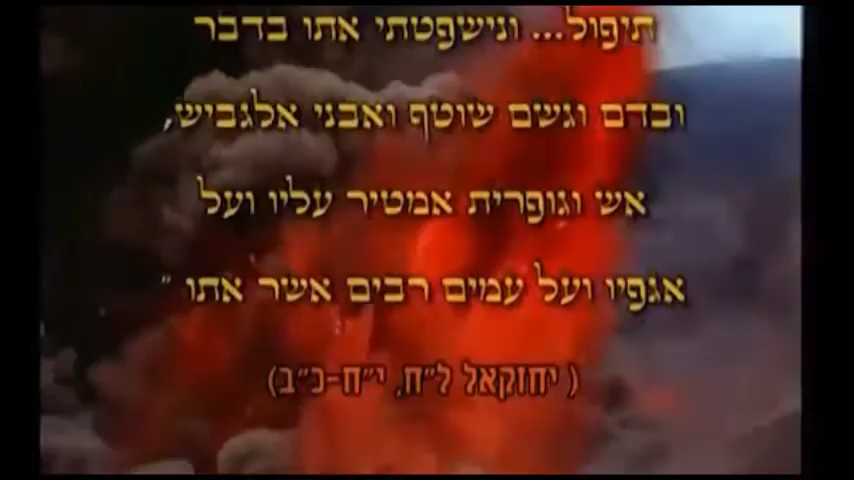 תיפול... ונישפטתי אתו בדבר
ובדם וגשם שוטף ואבני אלגביש,
אש וגופרית אמטיר עליו ועל
אגפיו ועל עמים רבים אשר אתו "
( יחזקאל ל"ח, י"ח-כ"ב)